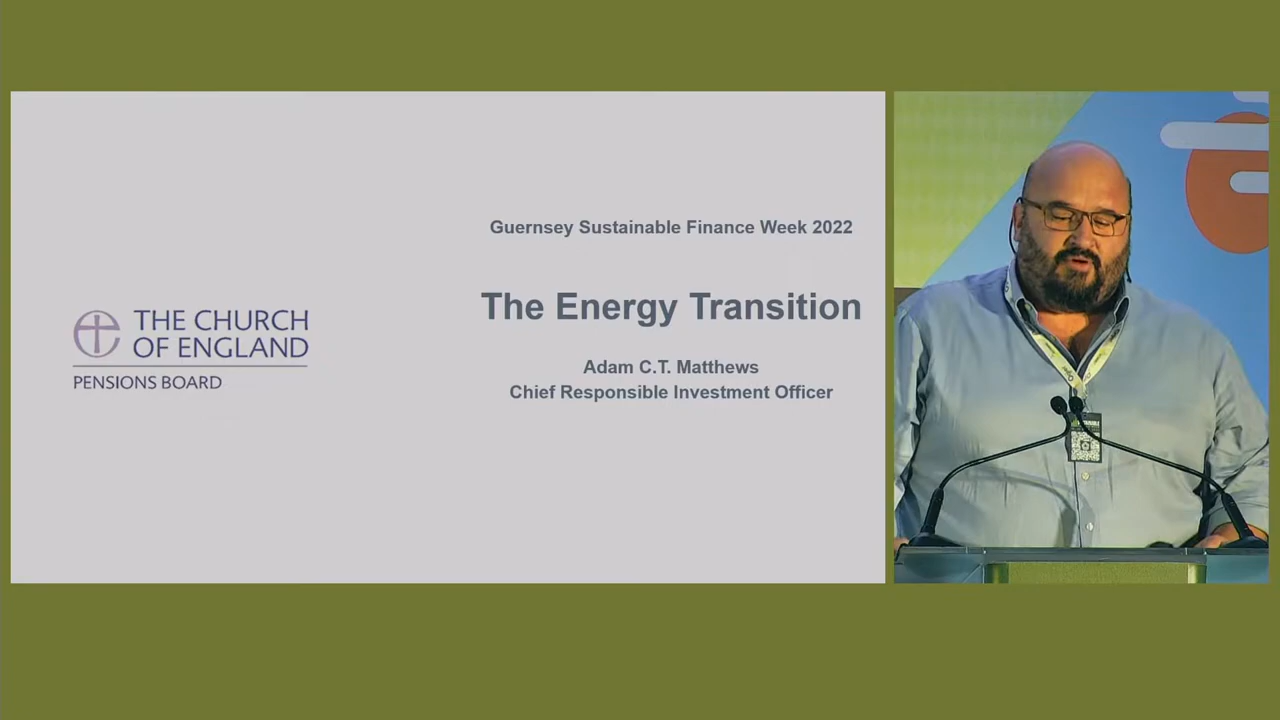 Guernsey Sustainable Finance Week 2022
The Energy Transition
Adam C.T. Matthews
Chief Responsible Investment Officer
THE CHURCH
OF ENGLAND
PENSIONS BOARD